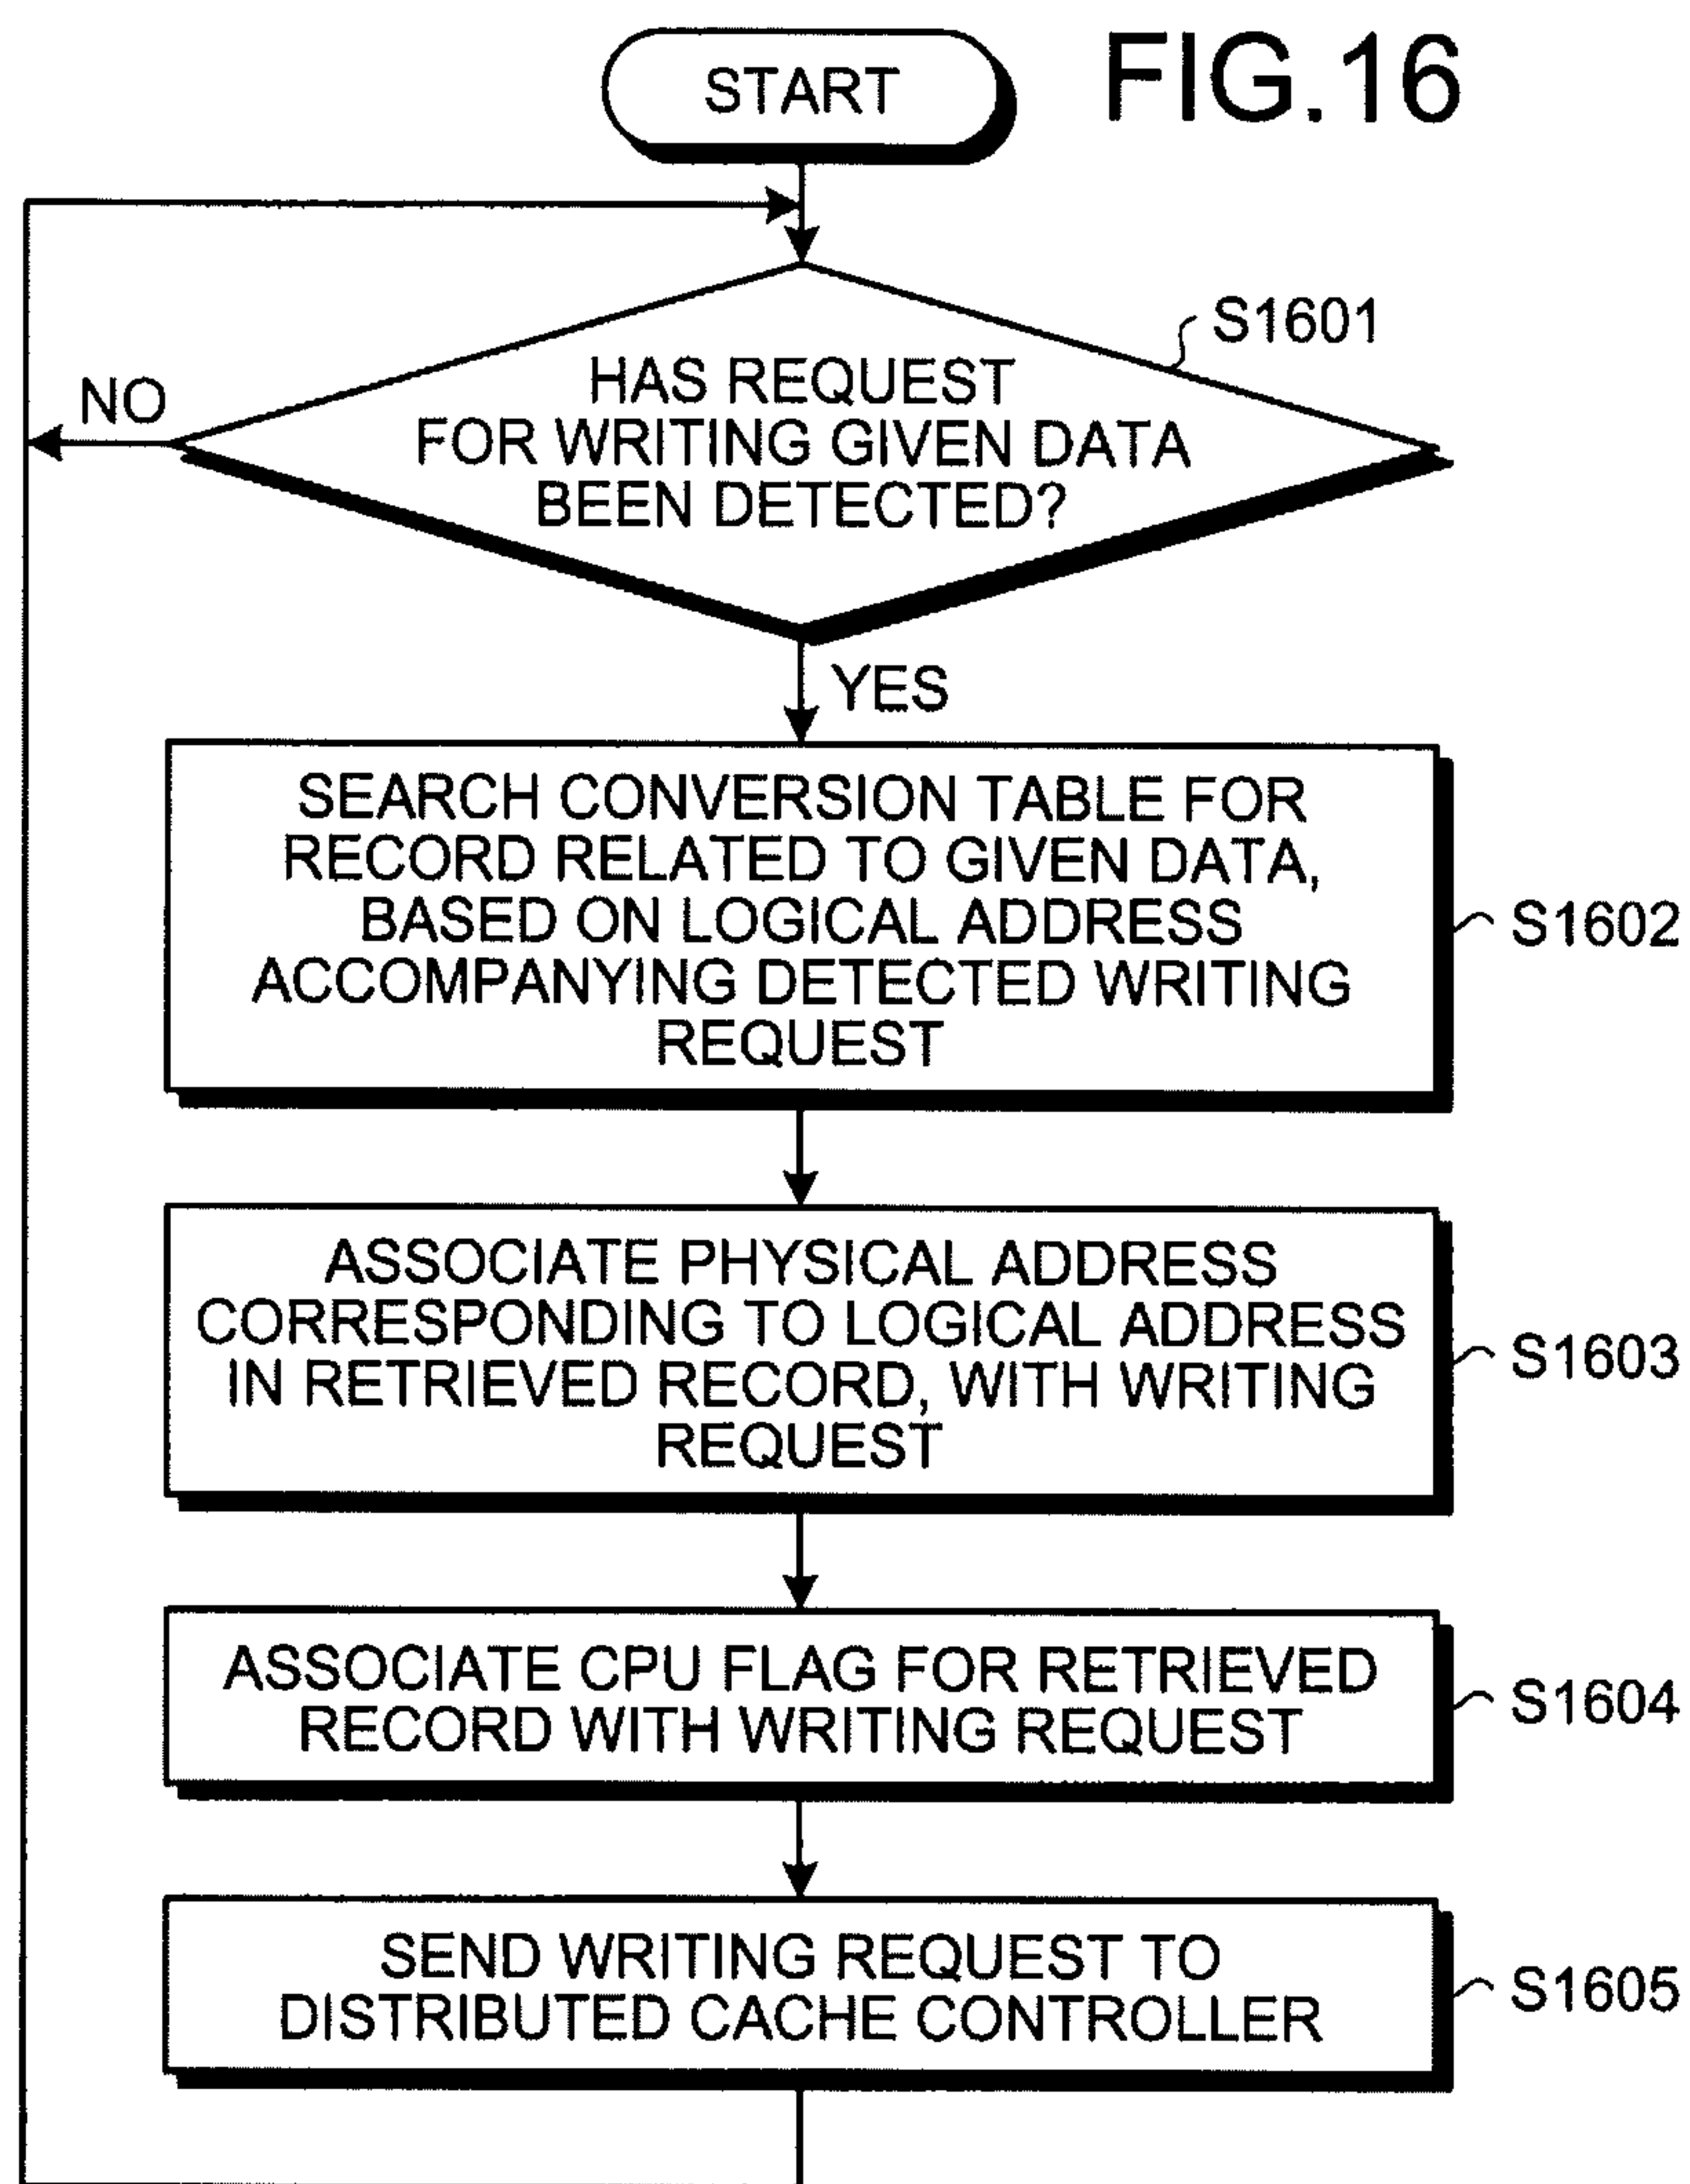 START
FIG.16
S1601
HAS REQUEST
FOR WRITING GIVEN DATA
BEEN DETECTED?
NO
YES
SEARCH CONVERSION TABLE FOR
RECORD RELATED TO GIVEN DATA,
BASED ON LOGICAL ADDRESS
ACCOMPANYING DETECTED WRITING
REQUEST
S1602
ASSOCIATE PHYSICAL ADDRESS
CORRESPONDING TO LOGICAL ADDRESS
IN RETRIEVED RECORD, WITH WRITING
REQUEST
S1603
ASSOCIATE CPU FLAG FOR RETRIEVED
RECORD WITH WRITING REQUEST
S1604
SEND WRITING REQUEST TO
DISTRIBUTED CACHE CONTROLLER
S1605